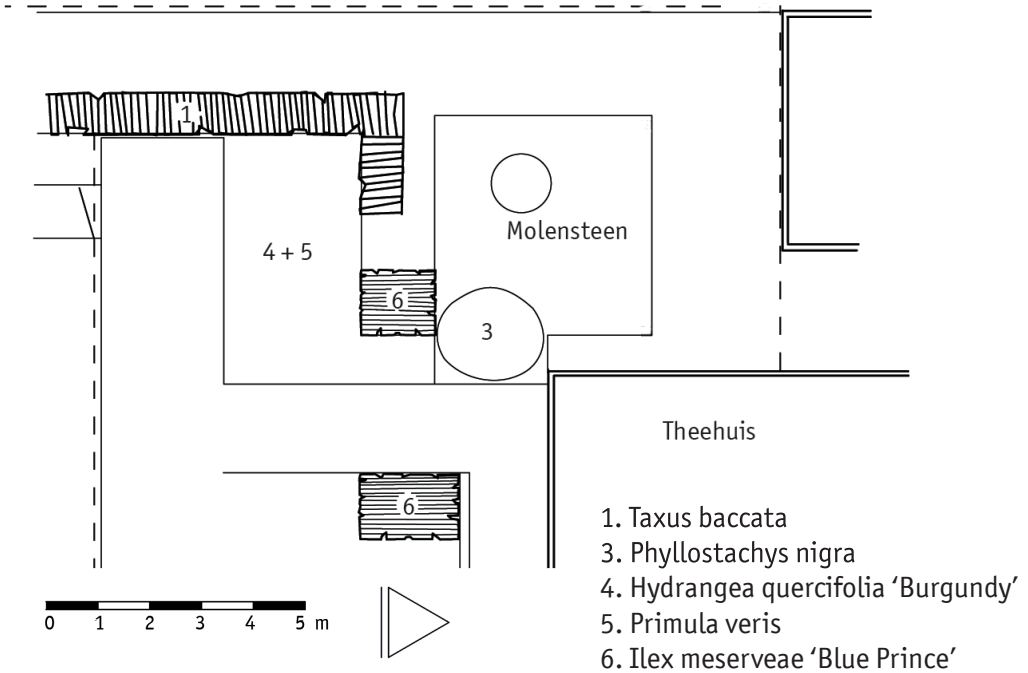 1
4 + 5
Molensteen
6
3
Theehuis
6
1. Taxus baccata
3. Phyllostachys nigra
4. Hydrangea quercifolia ‘Burgundy’
5. Primula veris
6. Ilex meserveae ‘Blue Prince’
0 1 2 3 4 5 m